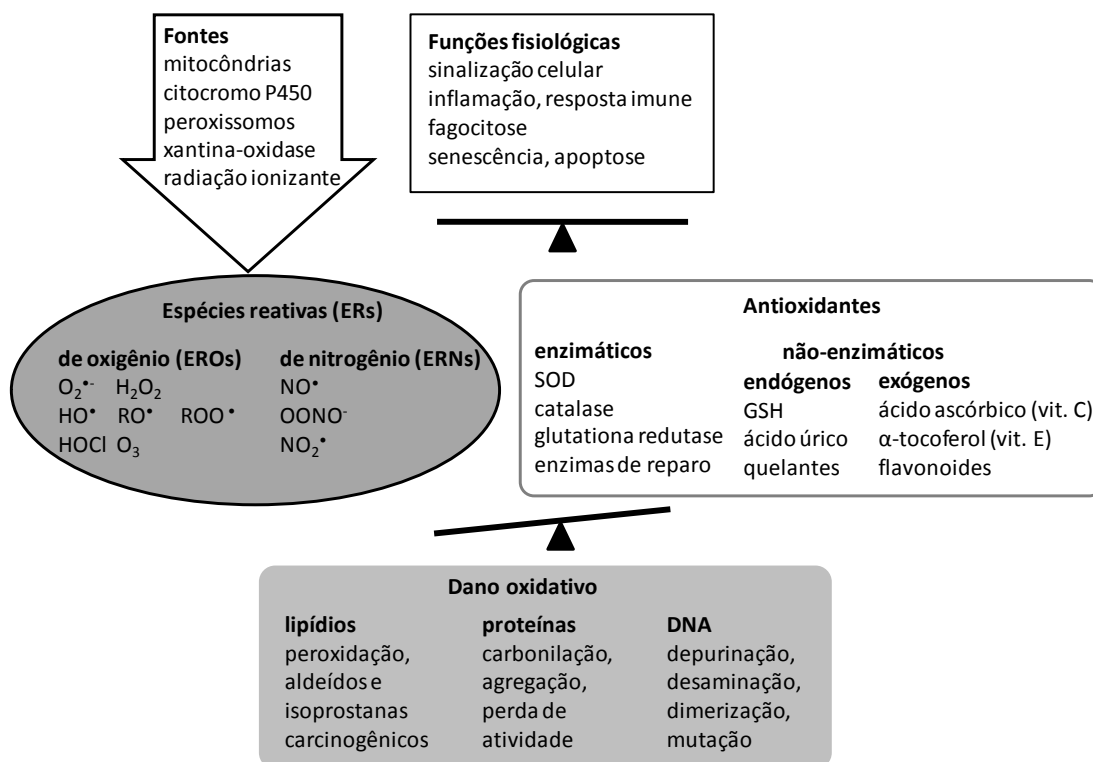 Fontes
mitocôndrias
citocromo P450
peroxissomos
xantina-oxidase
radiação ionizante
Funções fisiológicas
sinalização celular
inflamação, resposta imune
fagocitose
senescência, apoptose
Espécies reativas (ERs)
de oxigênio (EROs)
O₂•- H₂O₂
HO• RO• ROO •
HOCl O₃
de nitrogênio (ERNs)
NO•
OONO⁻
NO₂•
Antioxidantes
enzimáticos
SOD
catalase
glutationa redutase
enzimas de reparo
não-enzimáticos
endógenos
GSH
ácido úrico
quelantes
exógenos
ácido ascórbico (vit. C)
α-tocoferol (vit. E)
flavonoides
Dano oxidativo
lipídios
peroxidação,
aldeídos e
isoprostanas
carcinogênicos
proteínas
carbonilação,
agregação,
perda de
atividade
DNA
depurinação,
desaminação,
dimerização,
mutação